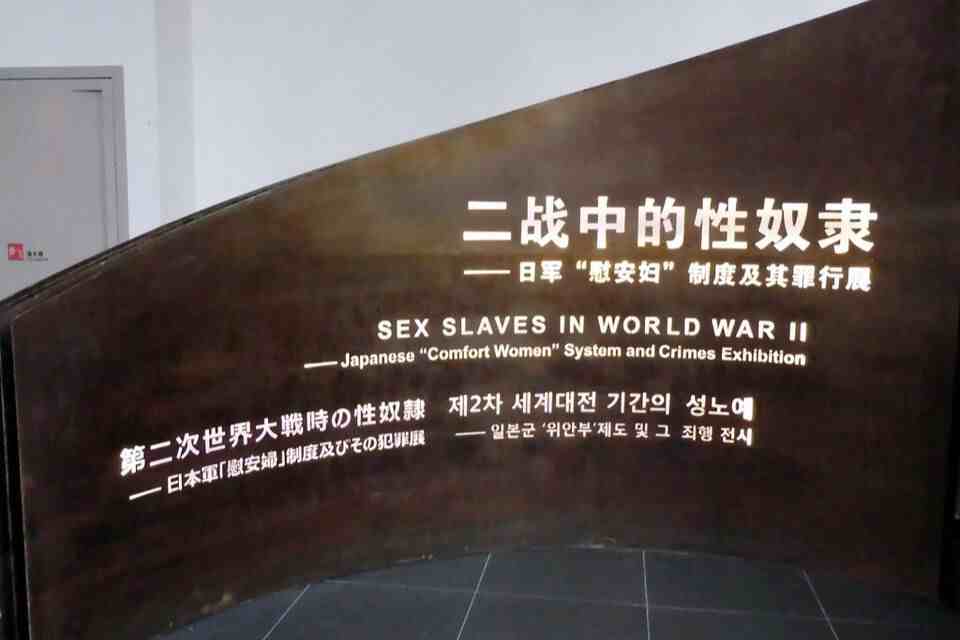 二战中的性奴隶
——日军“慰安妇”制度及其罪行展
SEX SLAVES IN WORLD WAR II
——Japanese “Comfort Women” System and Crimes Exhibition
第二次世界大戦時の性奴隷
——日本軍「慰安婦」制度及びその犯罪展
제2차 세계대전 기간의 성노예
——일본군 '위안부'제도 및 그 죄행 전시